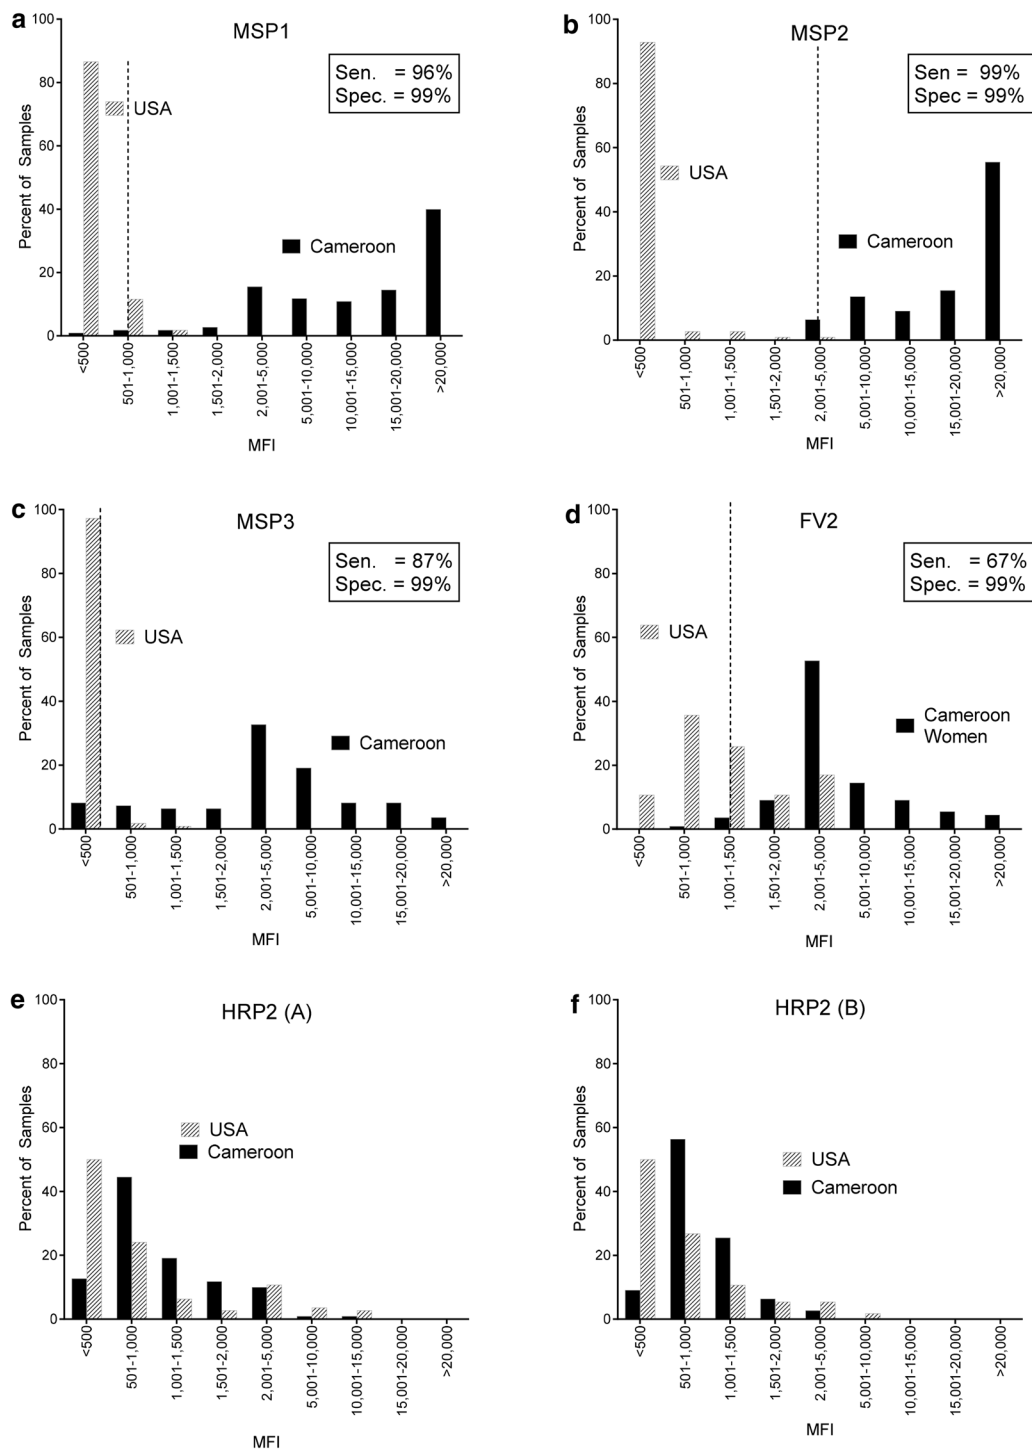 a
MSP1
Sen. = 96%
Spec. = 99%
USA
Cameroon
Percent of Samples
100
80
60
40
20
0
<500
501-1,000
1,001-1,500
1,501-2,000
2,001-5,000
5,001-10,000
10,001-15,000
15,001-20,000
>20,000
MFI
b
MSP2
Sen = 99%
Spec = 99%
USA
Cameroon
Percent of Samples
100
80
60
40
20
0
<500
501-1,000
1,001-1,500
1,501-2,000
2,001-5,000
5,001-10,000
10,001-15,000
15,001-20,000
>20,000
MFI
c
MSP3
Sen. = 87%
Spec. = 99%
USA
Cameroon
Percent of Samples
100
80
60
40
20
0
<500
501-1,000
1,001-1,500
1,501-2,000
2,001-5,000
5,001-10,000
10,001-15,000
15,001-20,000
>20,000
MFI
d
FV2
Sen. = 67%
Spec. = 99%
USA
Cameroon
Women
Percent of Samples
100
80
60
40
20
0
<500
501-1,000
1,001-1,500
1,501-2,000
2,001-5,000
5,001-10,000
10,001-15,000
15,001-20,000
>20,000
MFI
e
HRP2 (A)
USA
Cameroon
Percent of Samples
100
80
60
40
20
0
<500
501-1,000
1,001-1,500
1,501-2,000
2,001-5,000
5,001-10,000
10,001-15,000
15,001-20,000
>20,000
MFI
f
HRP2 (B)
USA
Cameroon
Percent of Samples
100
80
60
40
20
0
<500
501-1,000
1,001-1,500
1,501-2,000
2,001-5,000
5,001-10,000
10,001-15,000
15,001-20,000
>20,000
MFI